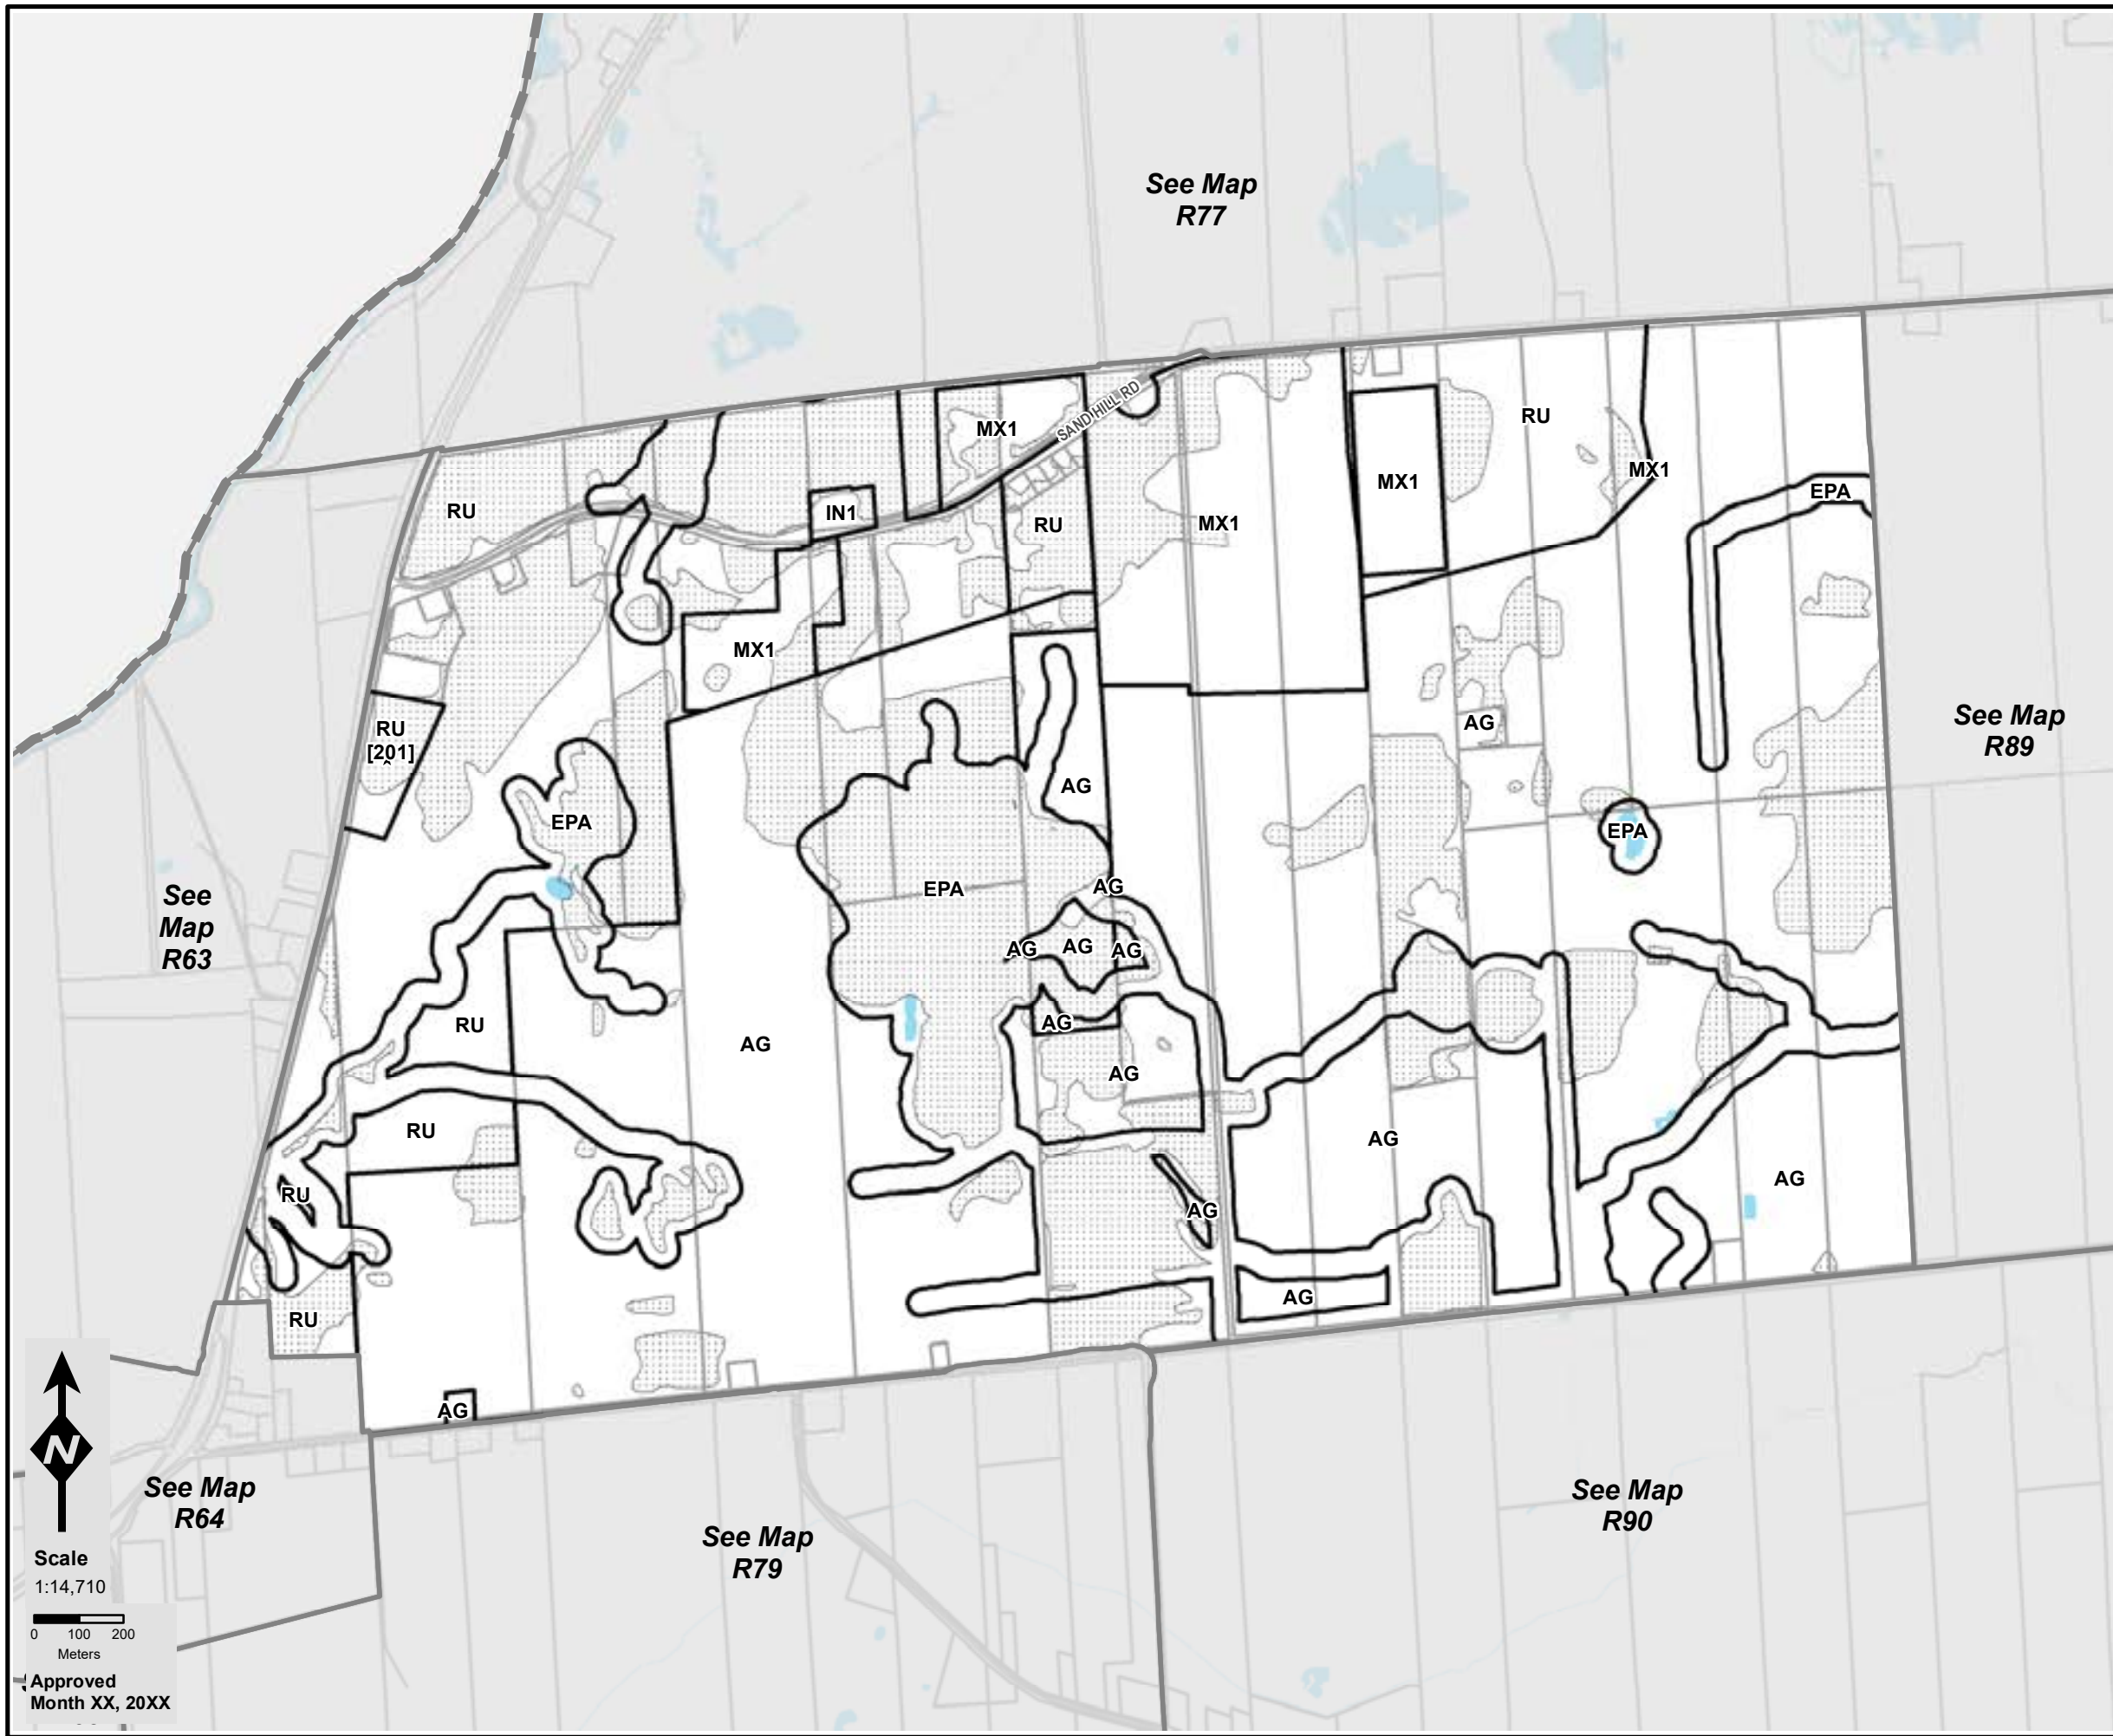 See Map
R77
SAND HILL RD
MX1
RU
MX1
MX1
EPA
RU
IN1
RU
MX1
MX1
RU
[201]
AG
See Map
R89
AG
EPA
EPA
EPA
AG
See
Map
R63
AG
AG
AG
RU
AG
AG
AG
RU
AG
AG
RU
AG
AG
RU
AG
AG
See Map
R64
See Map
R79
See Map
R90
N
Scale
1:14,710
0 100 200
Meters
Approved
Month XX, 20XX